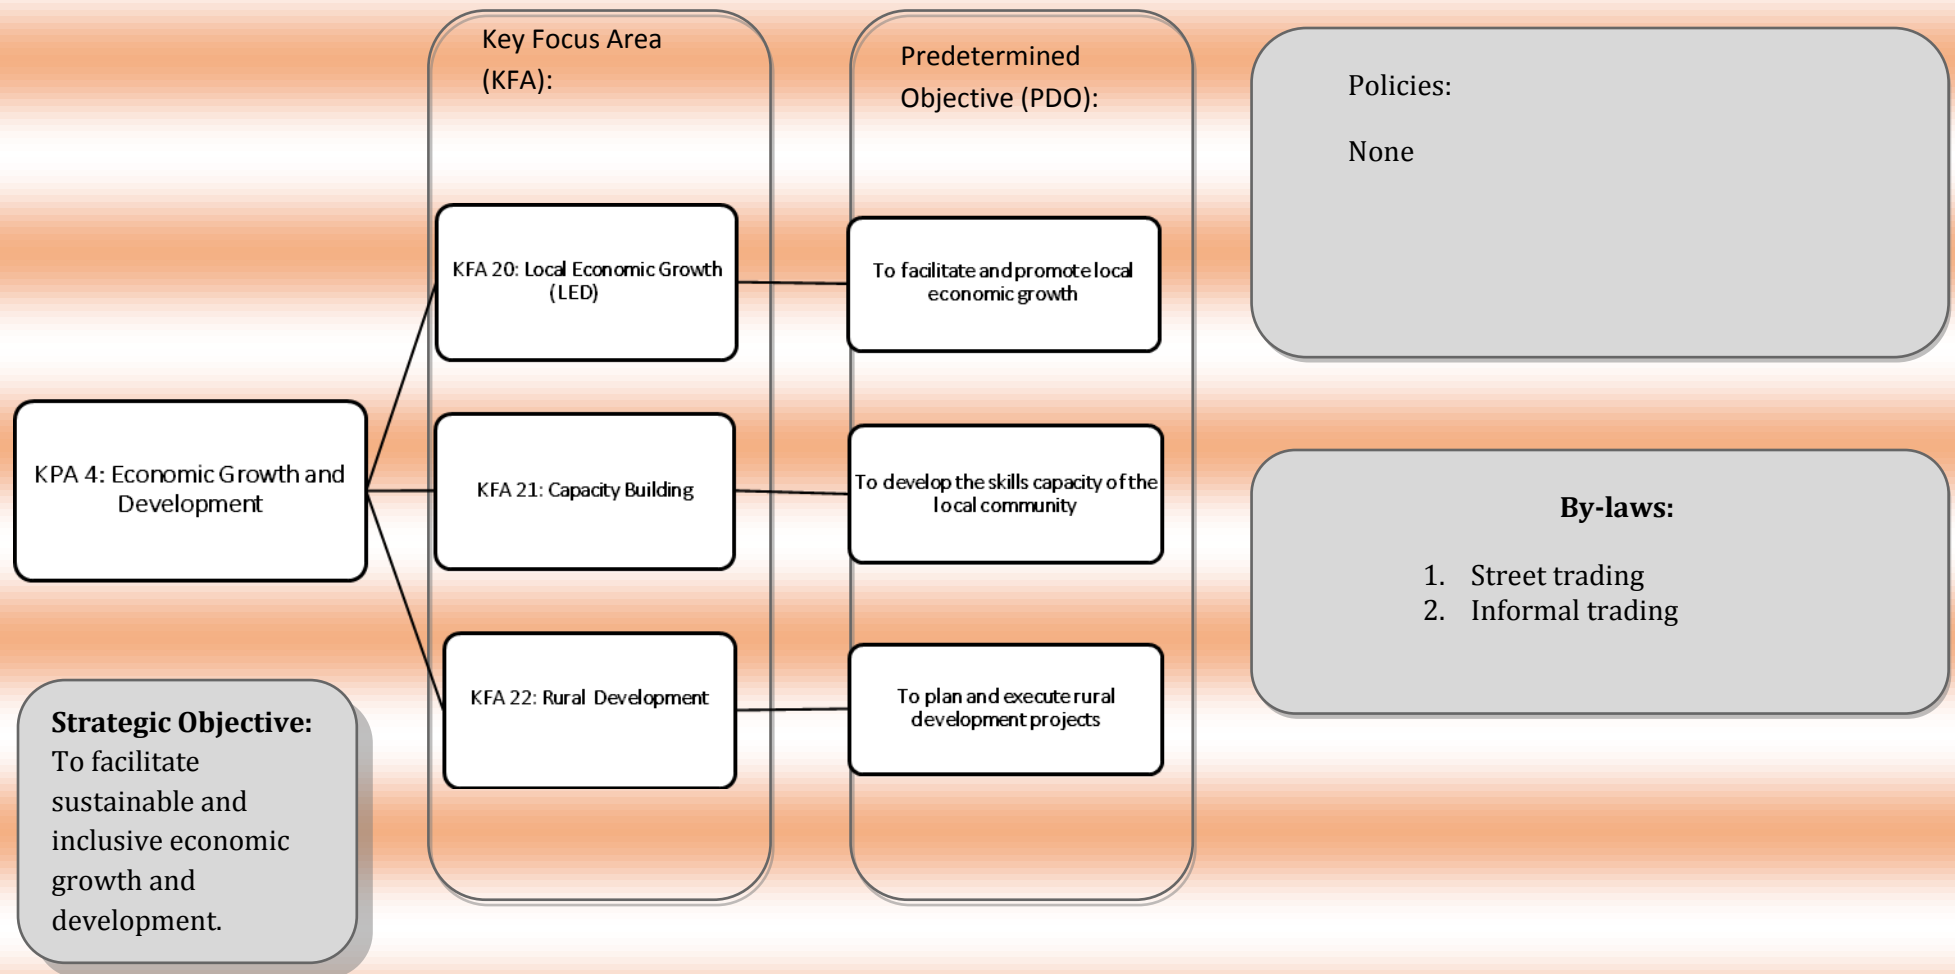 Key Focus Area
(KFA):
Predetermined
Objective (PDO):
Policies:
None
KFA 20: Local Economic Growth
(LED)
To facilitate and promote local
economic growth
KPA 4: Economic Growth and
Development
KFA 21: Capacity Building
To develop the skills capacity of the
local community
By-laws:
1. Street trading
2. Informal trading
KFA 22: Rural Development
To plan and execute rural
development projects
Strategic Objective:
To facilitate
sustainable and
inclusive economic
growth and
development.